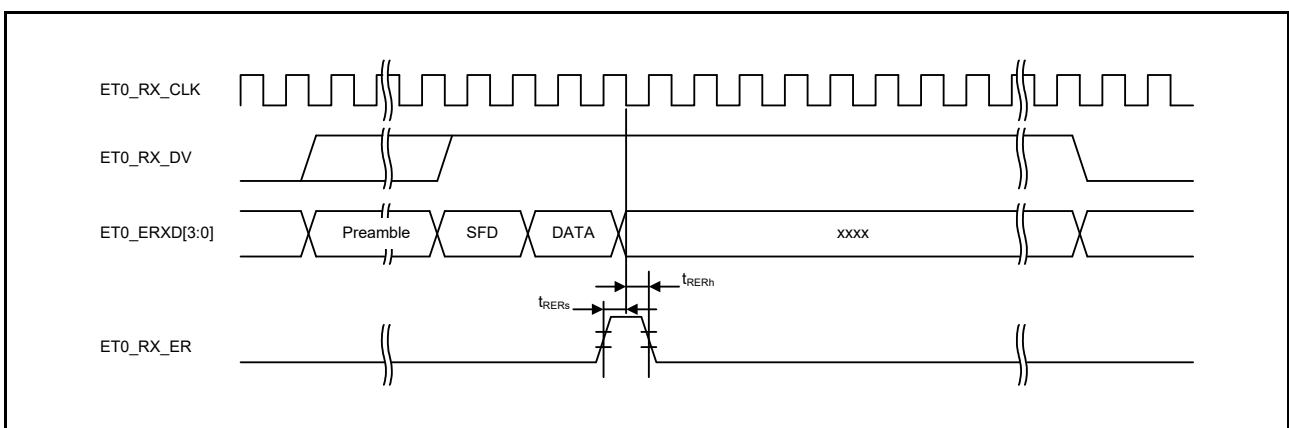 ET0_RX_CLK
ET0_RX_DV
ET0_ERXD[3:0]
Preamble
SFD
DATA
xxxx
tRERh
tRERs
ET0_RX_ER